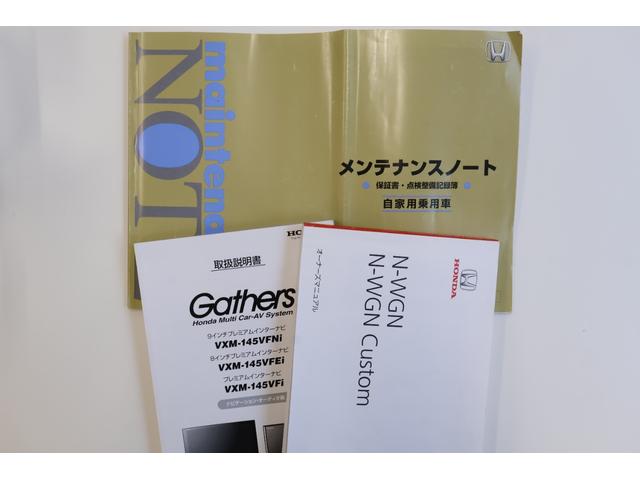 maintenan
NOT
メンテナンスノート
保証書・点検整備記録簿
自家用乗用車
取扱説明書
Gathers
Honda Multi Car-AV System
9インチプレミアムインターナビ
VXM-145VFNi
8インチプレミアムインターナビ
VXM-145VFEi
プレミアムインターナビ
VXM-145VFi
ナビゲーション・オーディオ編
HONDA
N-WGN
N-WGN Custom
オーナーズマニュアル